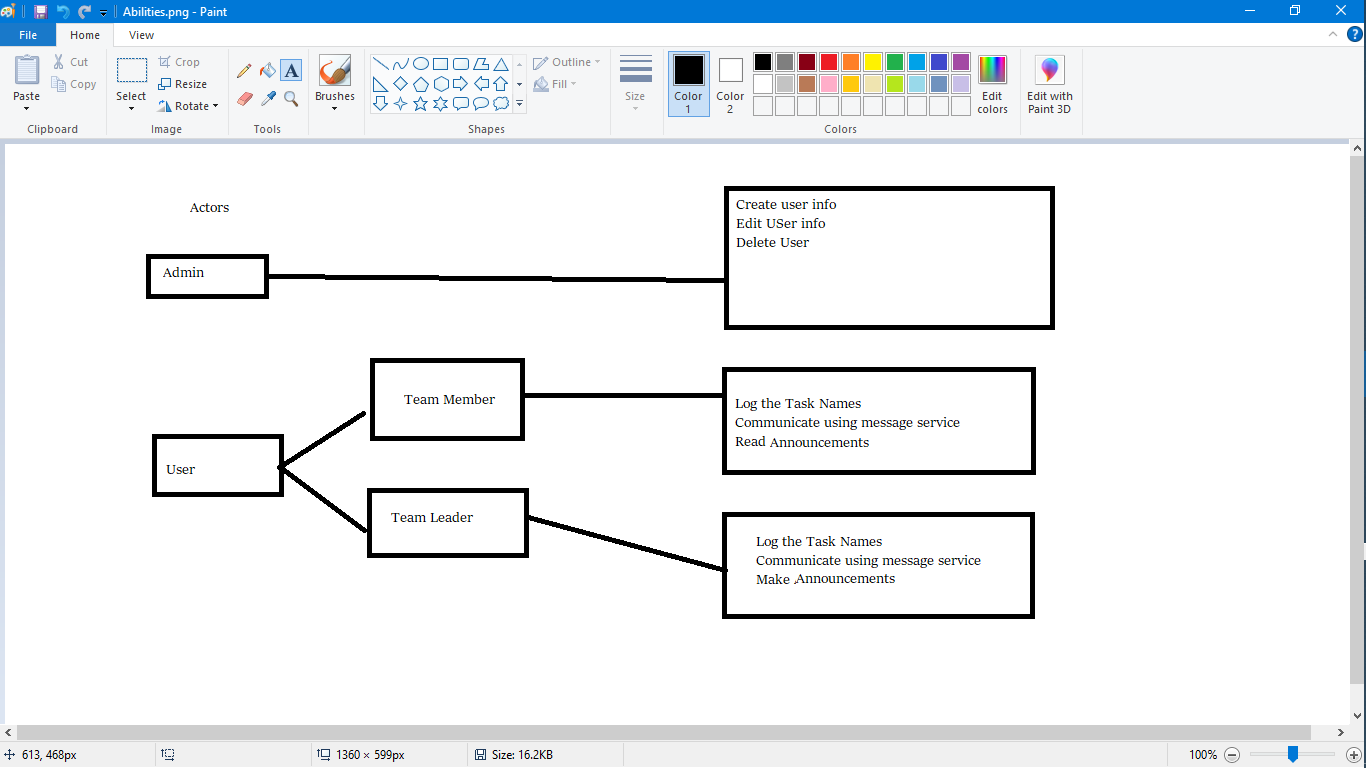 Abilities.png - Paint
File
Home
View
Paste
Cut
Copy
Clipboard
Select
Crop
Resize
Rotate
Image
A
Tools
Brushes
Shapes
Outline
Fill
Size
Color 1
Color 2
Colors
Edit colors
Edit with Paint 3D
Actors
Admin
Create user info
Edit USer info
Delete User
User
Team Member
Log the Task Names
Communicate using message service
Read Announcements
Team Leader
Log the Task Names
Communicate using message service
Make Announcements
613, 468px
1360 × 599px
Size: 16.2KB
100%